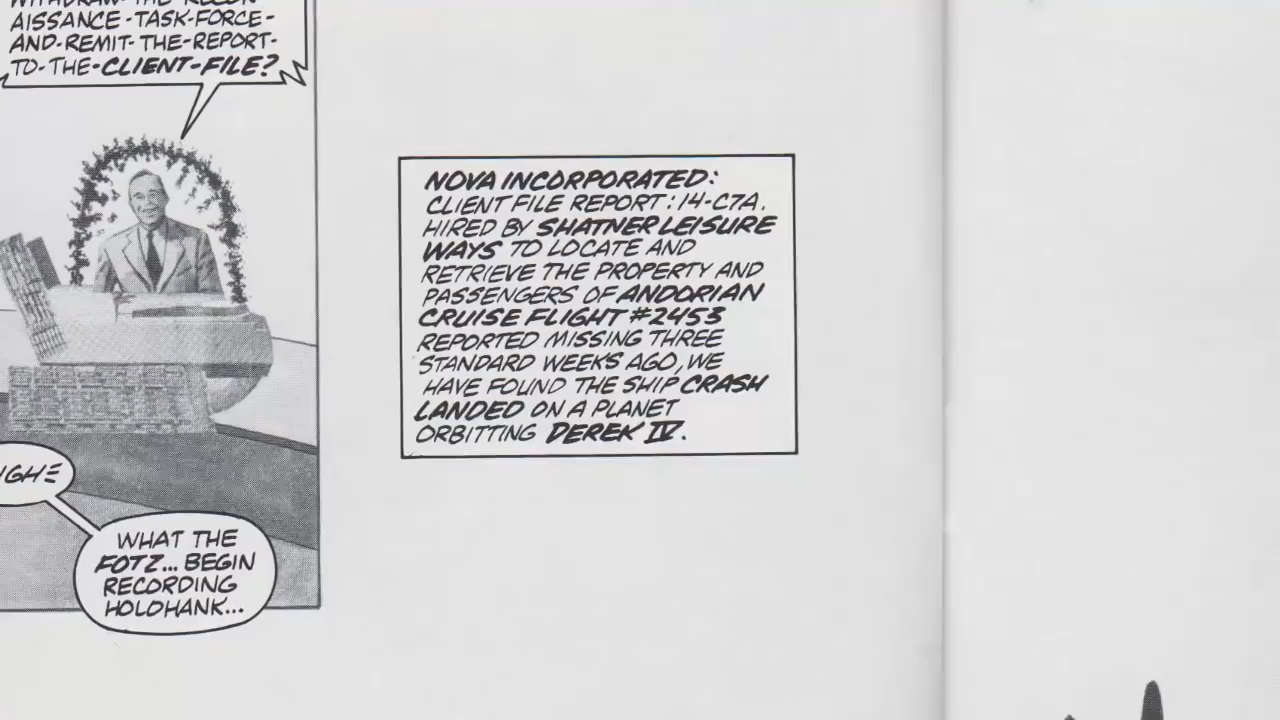 WITHDRAW-THE-RECON-
AISSANCE-TASK-FORCE-
AND-REMIT-THE-REPORT-
TO-THE-CLIENT-FILE?
NOVA INCORPORATED:
CLIENT FILE REPORT: 14-C7A.
HIRED BY SHATNER LEISURE
WAYS TO LOCATE AND
RETRIEVE THE PROPERTY AND
PASSENGERS OF ANDORIAN
CRUISE FLIGHT #2453
REPORTED MISSING THREE
STANDARD WEEKS AGO, WE
HAVE FOUND THE SHIP CRASH
LANDED ON A PLANET
ORBITTING DEREK IV.
WHAT THE
FOTZ... BEGIN
RECORDING
HOLOHANK...